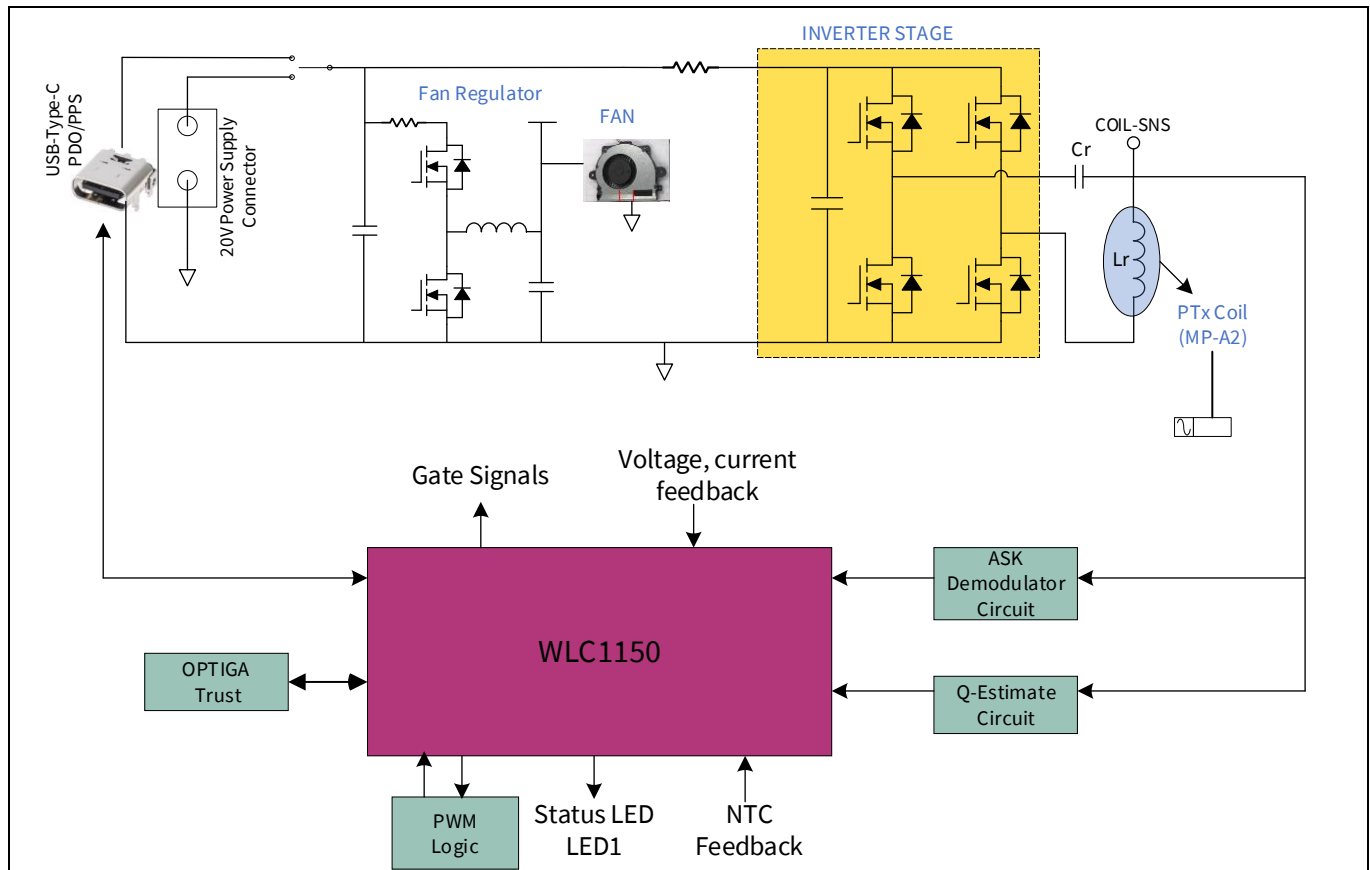 INVERTER STAGE
USB-Type-C
PDO/PPS
20V Power Supply
Connector
Fan Regulator
FAN
COIL-SNS
Cr
Lr
PTx Coil
(MP-A2)
Gate Signals
Voltage, current
feedback
ASK
Demodulator
Circuit
WLC1150
OPTIGA
Trust
Q-Estimate
Circuit
PWM
Logic
Status LED
LED1
NTC
Feedback